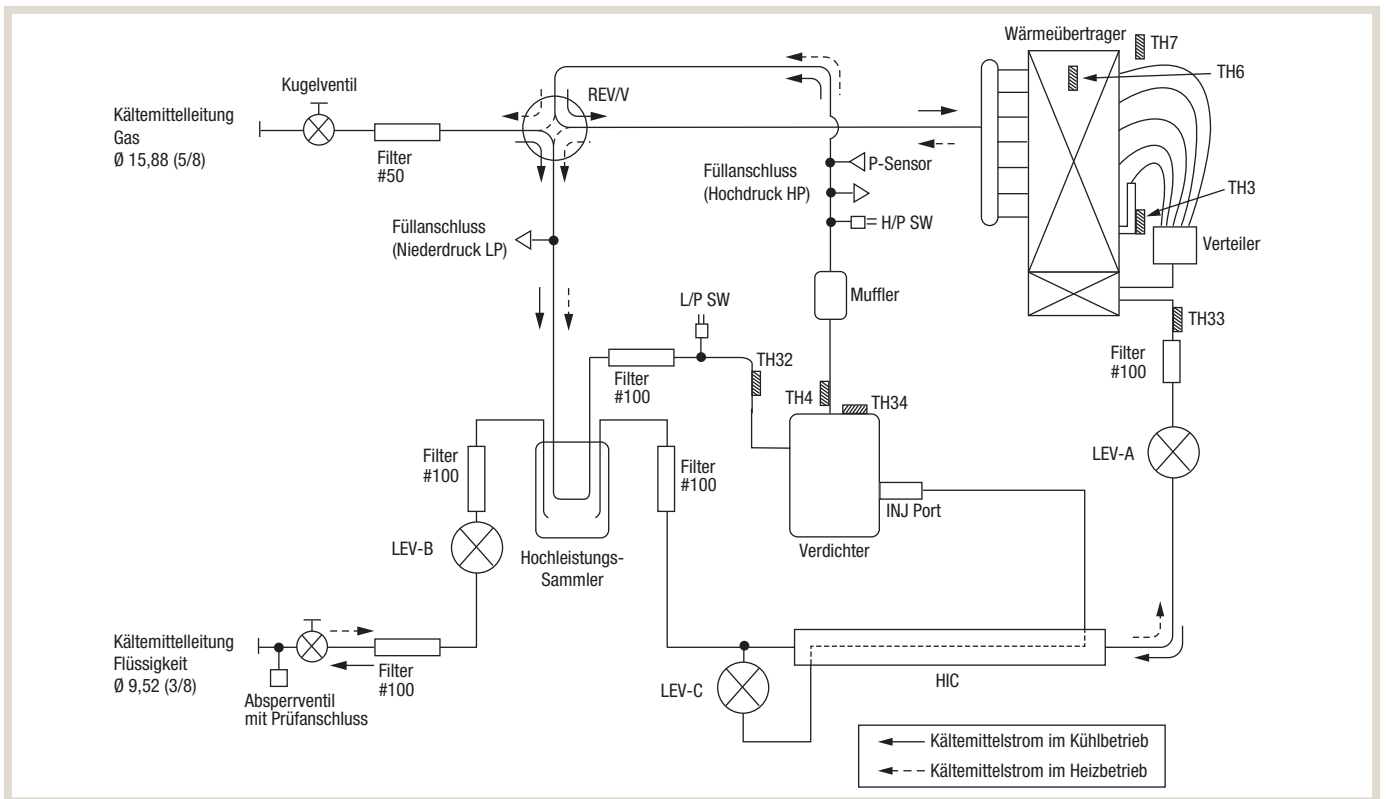 Wärmeübertrager
TH7
TH6
Kugelventil
REV/V
Kältemittelleitung
Gas
Ø 15,88 (5/8)
Filter
#50
P-Sensor
Füllanschluss
(Hochdruck HP)
H/P SW
TH3
Verteiler
Füllanschluss
(Niederdruck LP)
Muffler
L/P SW
TH33
Filter
#100
TH32
Filter
#100
TH4
TH34
Filter
#100
Filter
#100
LEV-A
INJ Port
LEV-B
Hochleistungs-
Sammler
Verdichter
Kältemittelleitung
Flüssigkeit
Ø 9,52 (3/8)
Filter
#100
Absperrventil
mit Prüfanschluss
LEV-C
HIC
Kältemittelstrom im Kühlbetrieb
Kältemittelstrom im Heizbetrieb